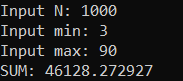 Input N: 1000
Input min: 3
Input max: 90
SUM: 46128.272927